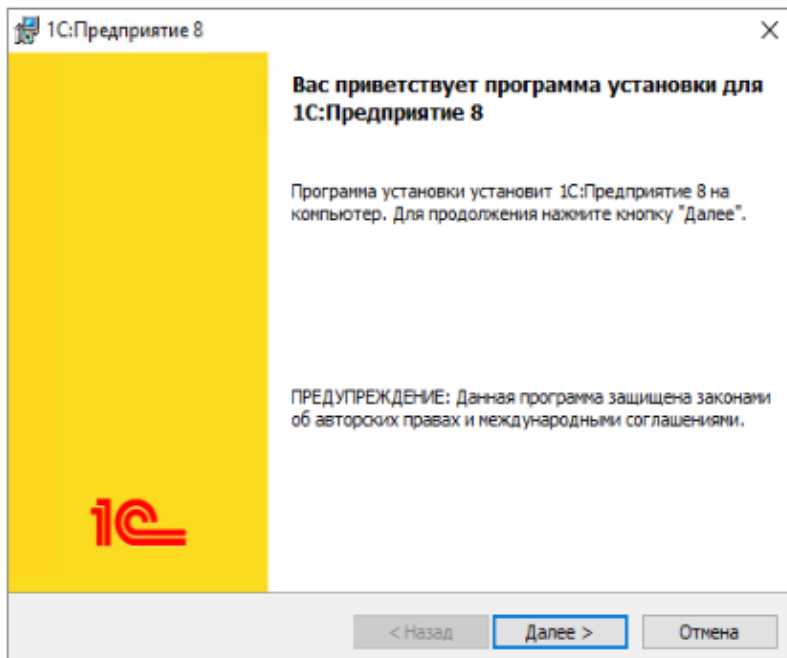 1С:Предприятие 8
Вас приветствует программа установки для
1С:Предприятие 8
Программа установки установит 1С:Предприятие 8 на
компьютер. Для продолжения нажмите кнопку "Далее".
ПРЕДУПРЕЖДЕНИЕ: Данная программа защищена законами
об авторских правах и международными соглашениями.
1С
< Назад
Далее >
Отмена